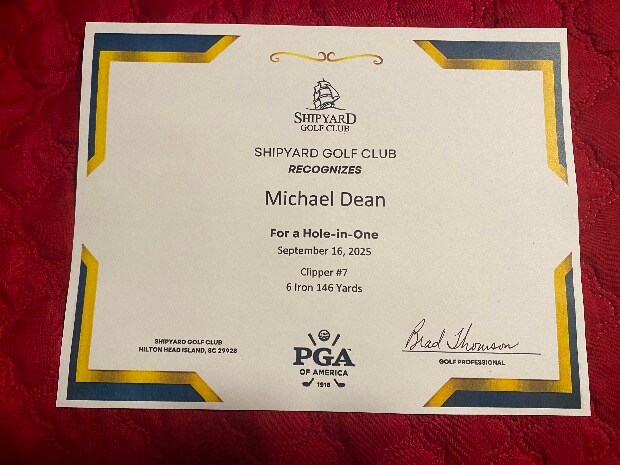 SHIPYARD
GOLF CLUB
SHIPYARD GOLF CLUB
RECOGNIZES
Michael Dean
For a Hole-in-One
September 16, 2025
Clipper #7
6 Iron 146 Yards
SHIPYARD GOLF CLUB
HILTON HEAD ISLAND, SC 29928
PGA
OF AMERICA
1916
Brad Thomson
GOLF PROFESSIONAL